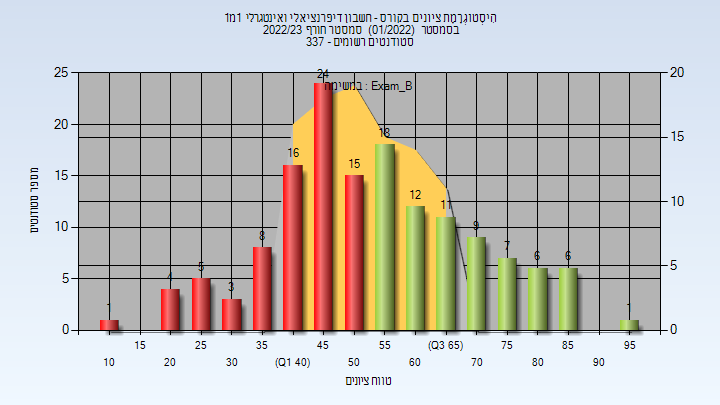 היסטוגרמת ציונים בקורס - חשבון דיפרנציאלי ואינטגרלי 1מ1
בסמסטר (01/2022) סמסטר חורף 2022/23
סטודנטים רשומים - 337
במשימה : Exam_B
מספר סטודנטים
25 20 15 10 5 0
20 15 10 5 0
1 4 5 3 8 16 24 15 18 12 11 9 7 6 6 1
15 25 35 45 55 (Q3 65) 75 85 95
10 20 30 (Q1 40) 50 60 70 80 90
טווח ציונים